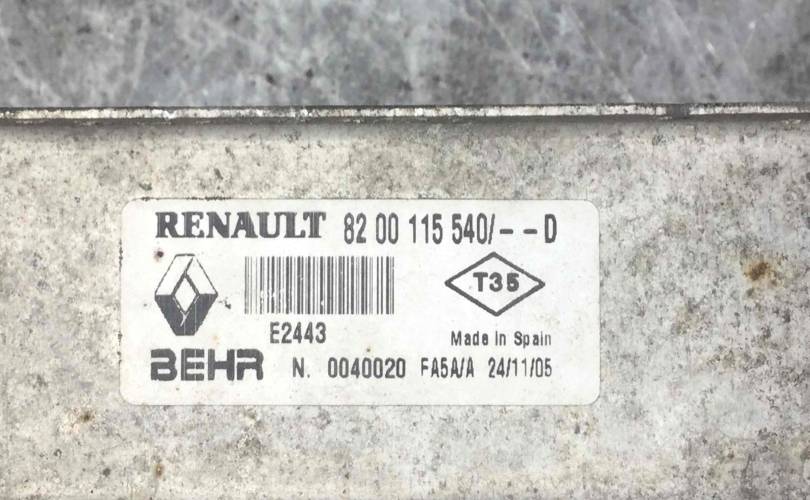 RENAULT 82 00 115 540/--D
T35
E2443
Made In Spain
BEHR N. 0040020 FA5A/A 24/11/05